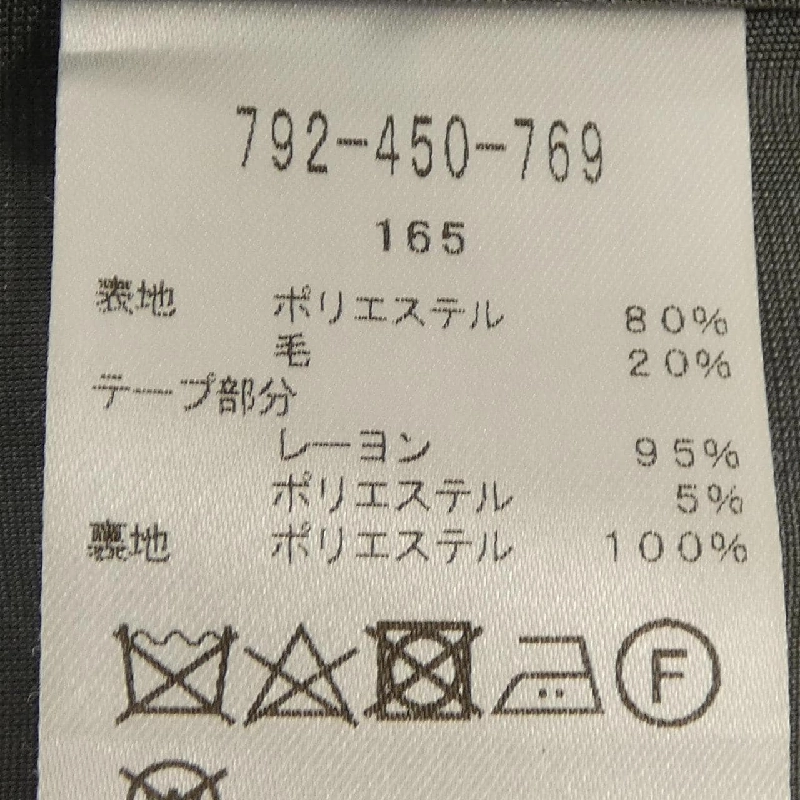 792-450-769
165
表地 ポリエステル 80%
毛 20%
テープ部分
レーヨン 95%
ポリエステル 5%
裏地 ポリエステル 100%
F